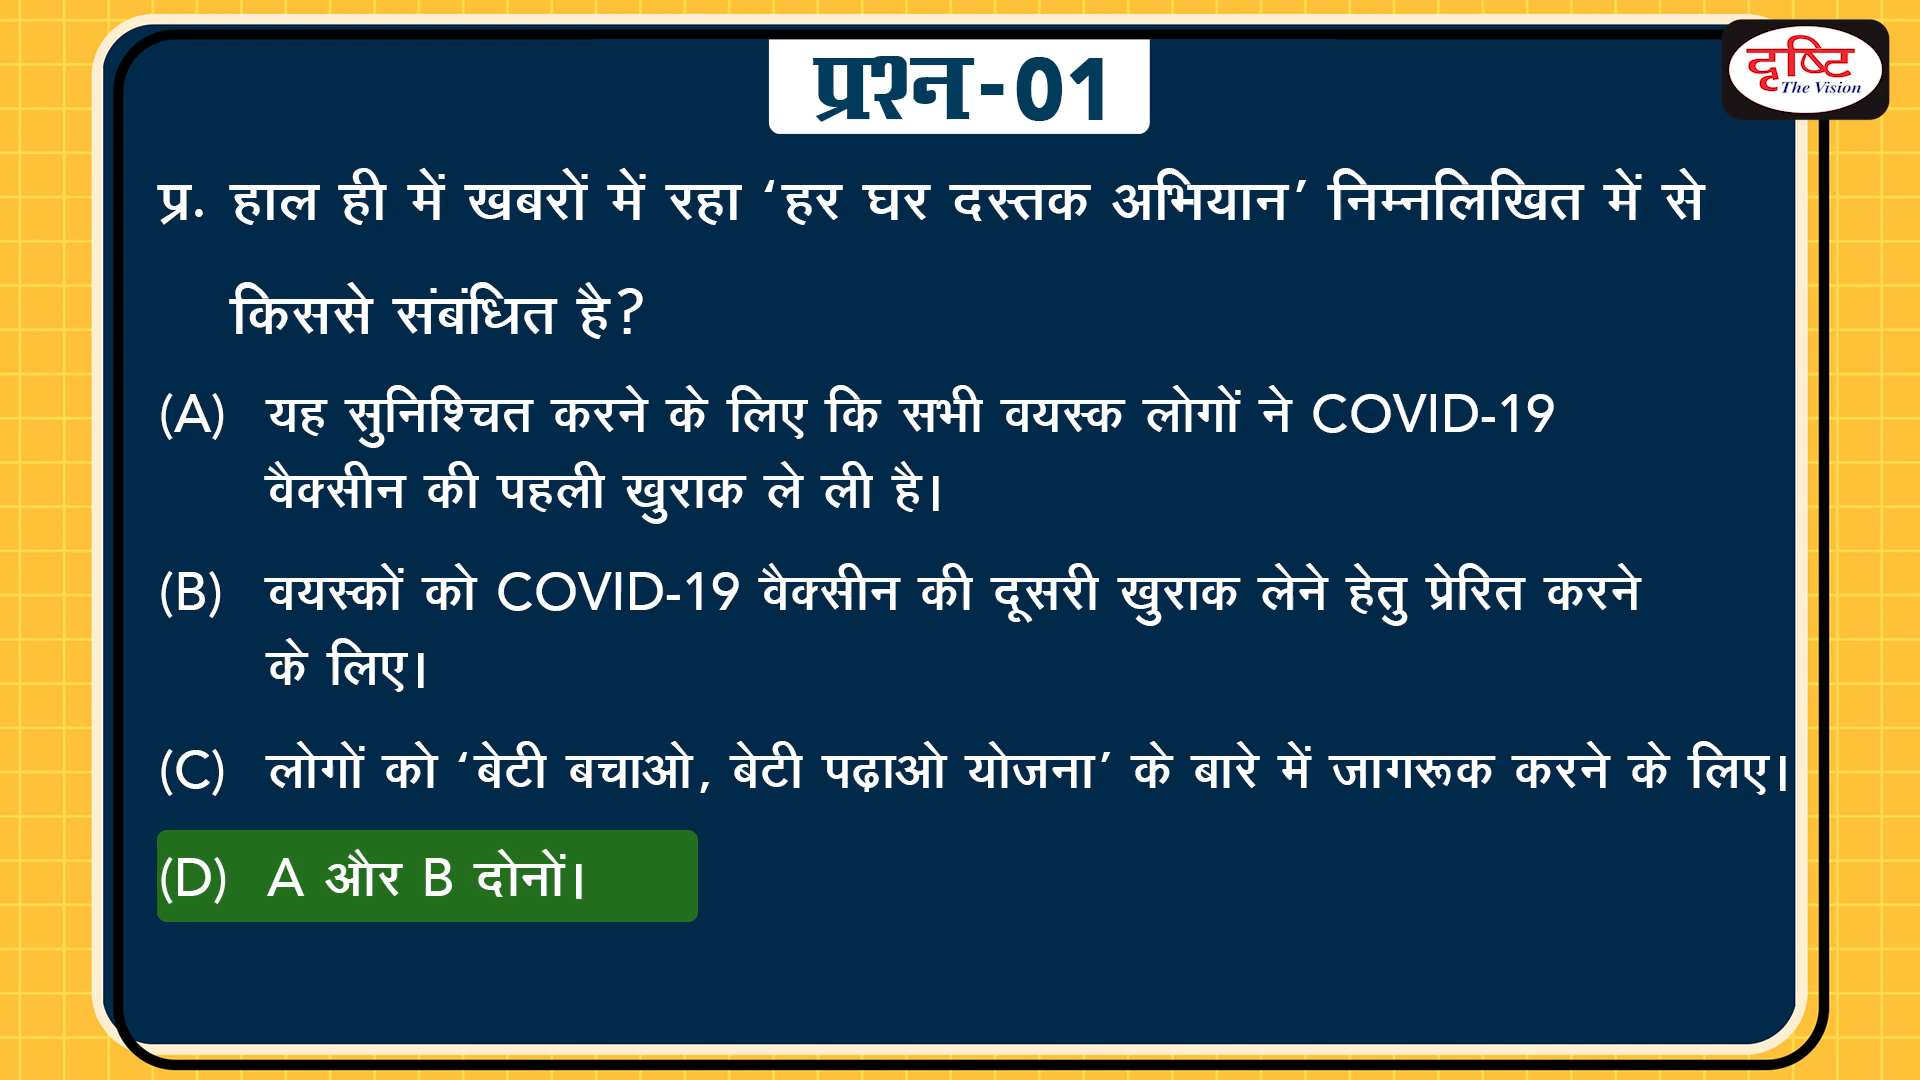 प्रश्न-01
दृष्टि
The Vision
प्र. हाल ही में खबरों में रहा ‘हर घर दस्तक अभियान’ निम्नलिखित में से
किससे संबंधित है?
(A) यह सुनिश्चित करने के लिए कि सभी वयस्क लोगों ने COVID-19
वैक्सीन की पहली खुराक ले ली है।
(B) वयस्कों को COVID-19 वैक्सीन की दूसरी खुराक लेने हेतु प्रेरित करने
के लिए।
(C) लोगों को ‘बेटी बचाओ, बेटी पढ़ाओ योजना’ के बारे में जागरूक करने के लिए।
(D) A और B दोनों।